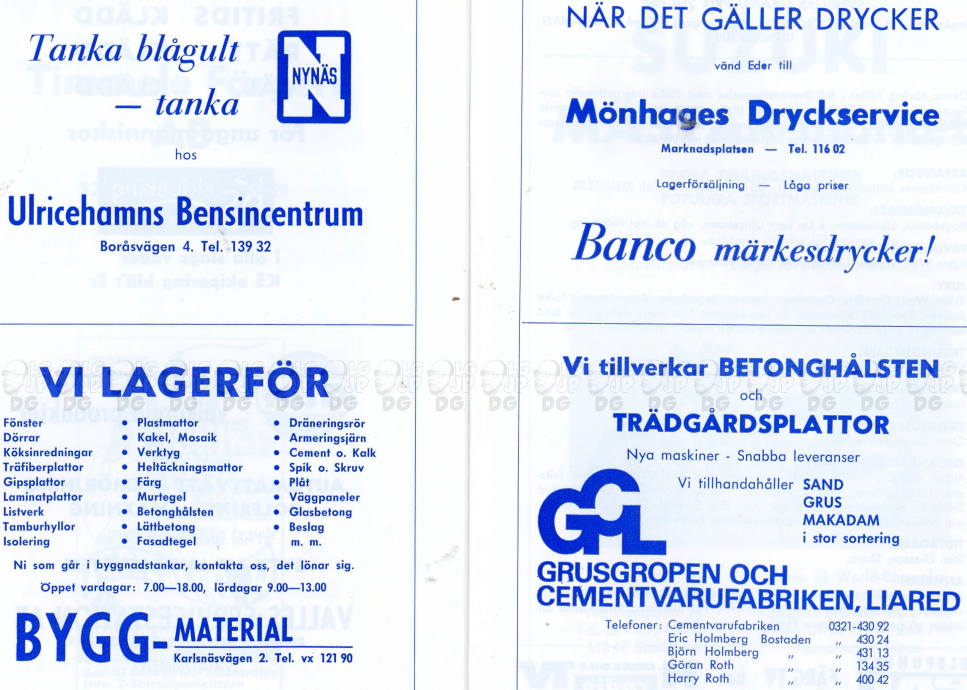 Tanka blågult
— tanka
NYNÄS
hos
Ulricehamns Bensincentrum
Boråsvägen 4. Tel. 139 32
VI LAGERFÖR
Fönster
Dörrar
Köksinredningar
Träfiberplattor
Gipsplattor
Laminatplattor
Listverk
Tamburhyllor
Isolering
• Plastmattor
• Kakel, Mosaik
• Verktyg
• Heltäckningsmattor
• Färg
• Murtegel
• Betonghålsten
• Lättbetong
• Fasadtegel
• Dräneringsrör
• Armeringsjärn
• Cement o. Kalk
• Spik o. Skruv
• Plåt
• Väggpaneler
• Glasbetong
• Beslag
m. m.
Ni som går i byggnadstankar, kontakta oss, det lönar sig.
Öppet vardagar: 7.00—18.00, lördagar 9.00—13.00
BYGG-MATERIAL
Karlsnäsvägen 2. Tel. vx 121 90
NÄR DET GÄLLER DRYCKER
vänd Eder till
Mönhages Dryckservice
Marknadsplatsen — Tel. 116 02
Lagerförsäljning — Låga priser
Banco märkesdrycker!
Vi tillverkar BETONGHÅLSTEN
och
TRÄDGÅRDSPLATTOR
Nya maskiner - Snabba leveranser
Vi tillhandahåller SAND
GRUS
MAKADAM
i stor sortering
GCL
GRUSGROPEN OCH
CEMENTVARUFABRIKEN, LIARED
Telefoner: Cementvarufabriken 0321-430 92
Eric Holmberg Bostaden „ 430 24
Björn Holmberg „ „ 431 13
Göran Roth „ „ 134 35
Harry Roth „ „ 400 42